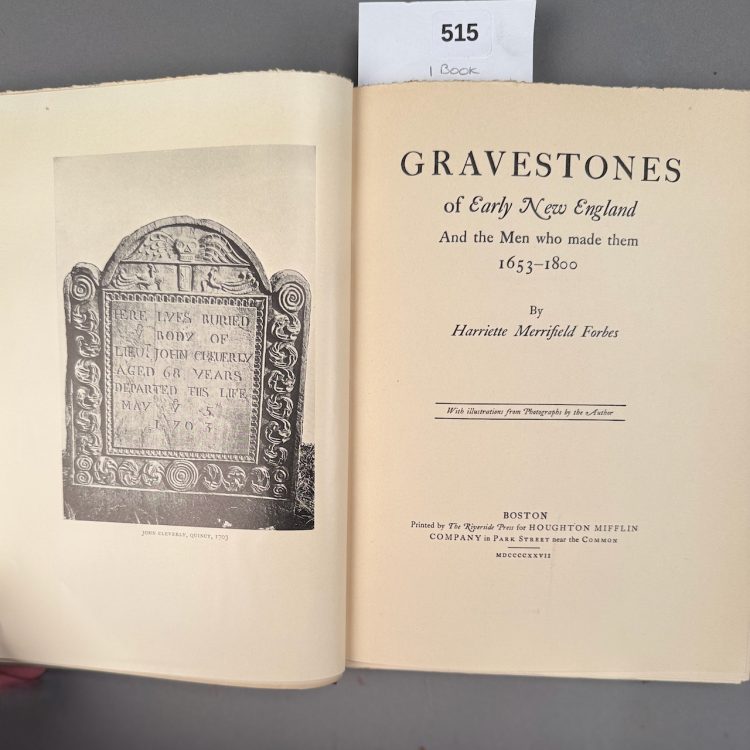 515
1 BOOK
HERE LYES BURIED
Yᵉ BODY OF
LIEUᵗ JOHN CLEVERLY
AGED 68 YEARS
DEPARTED THIS LIFE
MAY Yᵉ 5
1703
JOHN CLEVERLY, QUINCY, 1703
GRAVESTONES
of Early New England
And the Men who made them
1653–1800
By
Harriette Merrifield Forbes
With illustrations from Photographs by the Author
BOSTON
Printed by The Riverside Press for HOUGHTON MIFFLIN
COMPANY in PARK STREET near the COMMON
MDCCCCXXVII